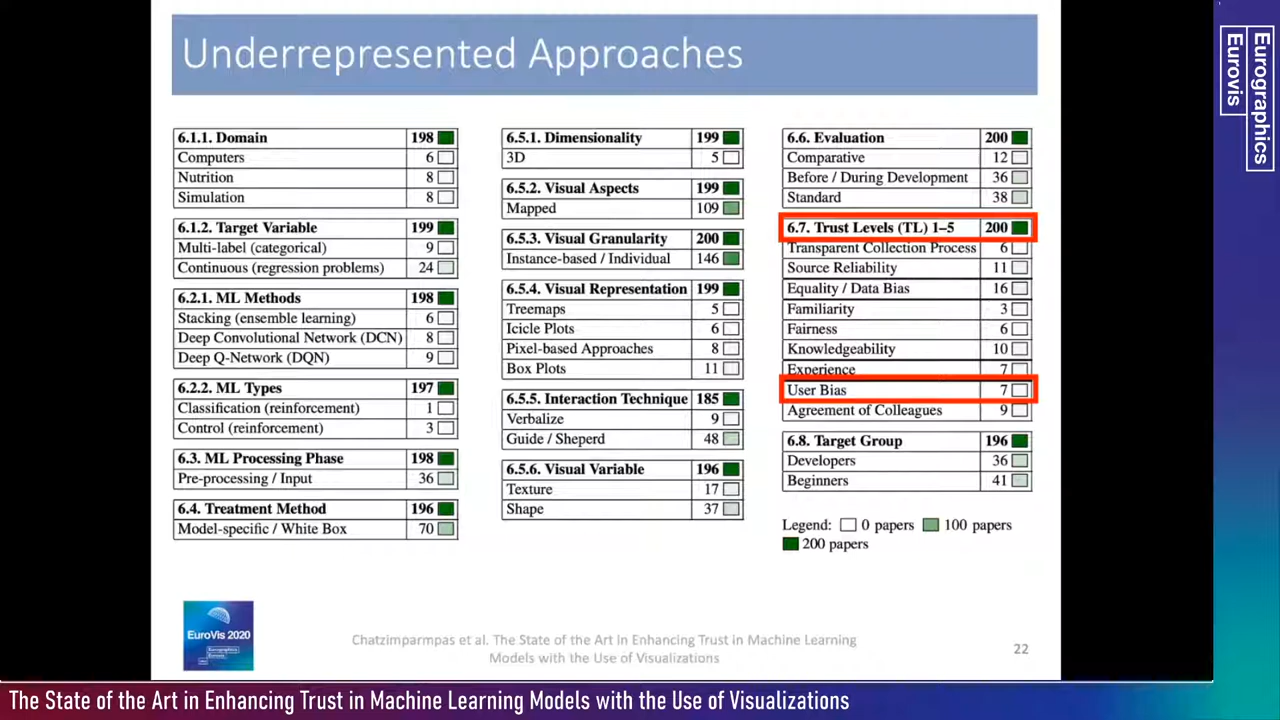 Underrepresented Approaches
6.1.1. Domain 198
Computers 6
Nutrition 8
Simulation 8
6.1.2. Target Variable 199
Multi-label (categorical) 9
Continuous (regression problems) 24
6.2.1. ML Methods 198
Stacking (ensemble learning) 6
Deep Convolutional Network (DCN) 8
Deep Q-Network (DQN) 9
6.2.2. ML Types 197
Classification (reinforcement) 1
Control (reinforcement) 3
6.3. ML Processing Phase 198
Pre-processing / Input 36
6.4. Treatment Method 196
Model-specific / White Box 70
6.5.1. Dimensionality 199
3D 5
6.5.2. Visual Aspects 199
Mapped 109
6.5.3. Visual Granularity 200
Instance-based / Individual 146
6.5.4. Visual Representation 199
Treemaps 5
Icicle Plots 6
Pixel-based Approaches 8
Box Plots 11
6.5.5. Interaction Technique 185
Verbalize 9
Guide / Sheperd 48
6.5.6. Visual Variable 196
Texture 17
Shape 37
6.6. Evaluation 200
Comparative 12
Before / During Development 36
Standard 38
6.7. Trust Levels (TL) 1–5 200
Transparent Collection Process 6
Source Reliability 11
Equality / Data Bias 16
Familiarity 3
Fairness 6
Knowledgeability 10
Experience 7
User Bias 7
Agreement of Colleagues 9
6.8. Target Group 196
Developers 36
Beginners 41
Legend: 0 papers 100 papers
200 papers
EuroVis 2020
Chatzimparmpas et al. The State of the Art In Enhancing Trust in Machine Learning
Models with the Use of Visualizations
22
Eurographics
Eurovis
The State of the Art in Enhancing Trust in Machine Learning Models with the Use of Visualizations